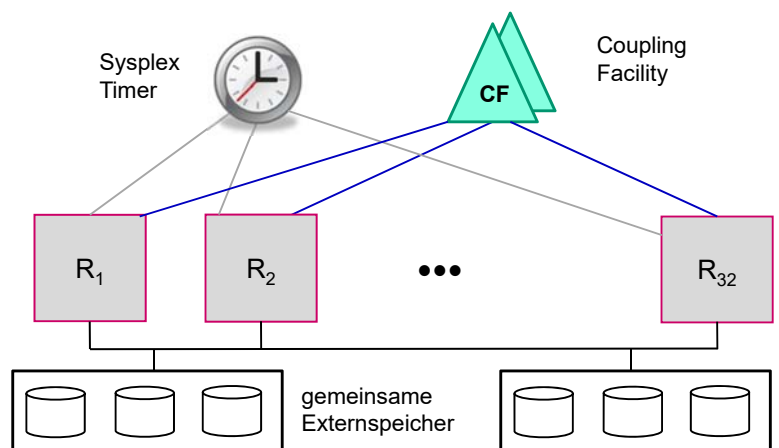 Sysplex
Timer
Coupling
Facility
CF
R1
R2
•••
R32
gemeinsame
Externspeicher